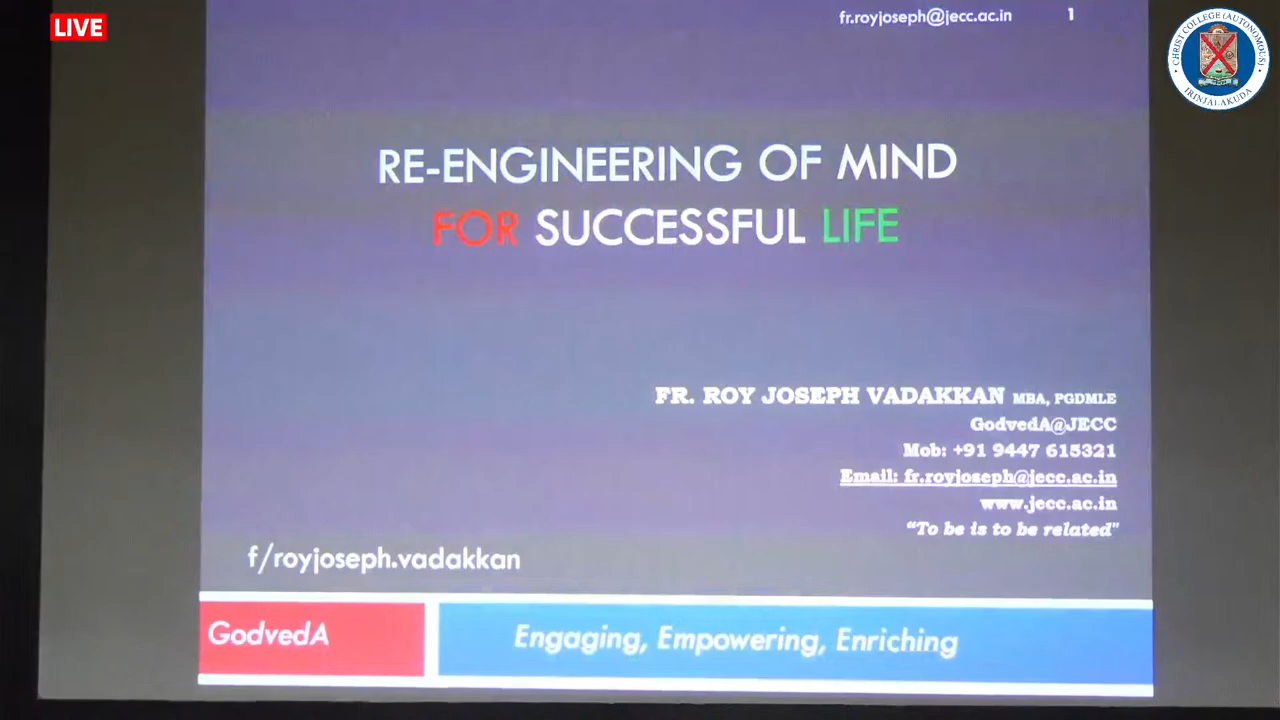 LIVE
fr.royjoseph@jecc.ac.in 1
CHRIST COLLEGE (AUTONOMOUS)
IRINJALAKUDA
RE-ENGINEERING OF MIND
FOR SUCCESSFUL LIFE
FR. ROY JOSEPH VADAKKAN MBA, PGDMLE
GodvedA@JECC
Mob: +91 9447 615321
Email: fr.royjoseph@jecc.ac.in
www.jecc.ac.in
“To be is to be related”
f/royjoseph.vadakkan
GodvedA
Engaging, Empowering, Enriching